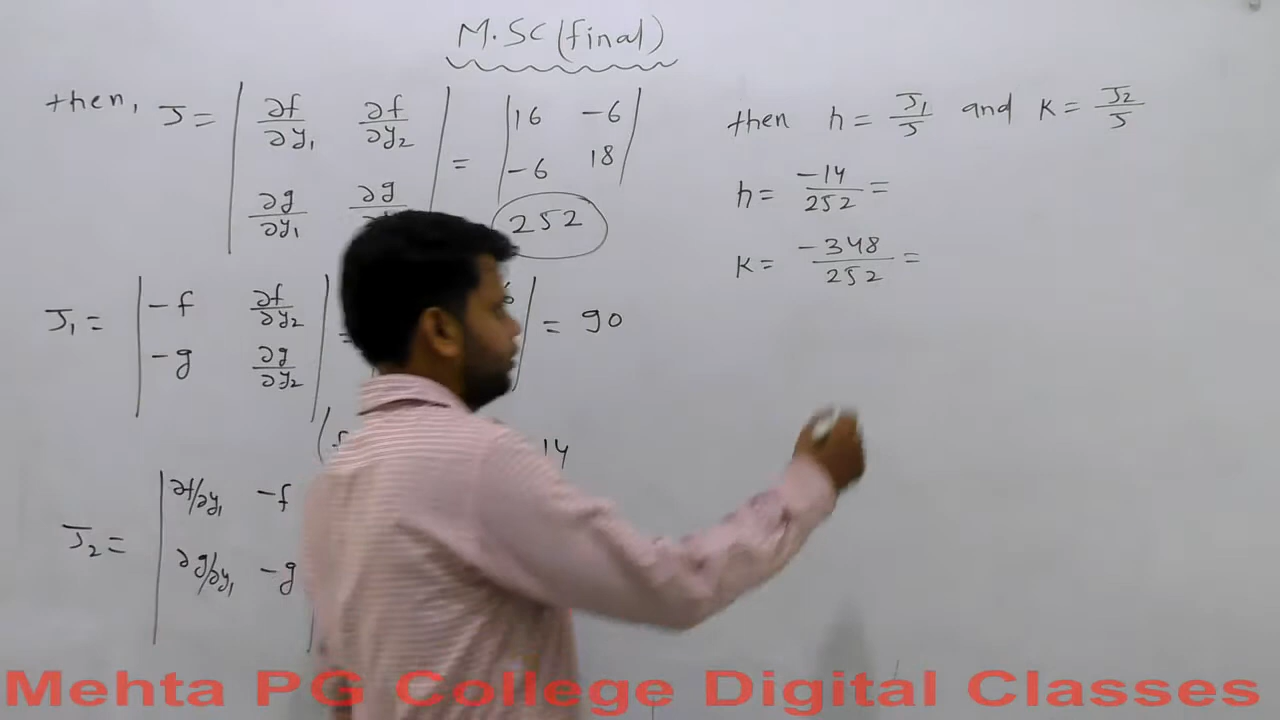 M.SC (final)
then, J = | ∂f/∂y₁ ∂f/∂y₂ | = | 16 -6 |
| ∂g/∂y₁ ∂g/ | | -6 18 |
252
J₁ = | -f ∂f/∂y₂ | = | = 90
| -g ∂g/∂y₂ |
14
J₂ = | ∂f/∂y₁ -f
| ∂g/∂y₁ -g |
then h = J₁/J and K = J₂/J
h = -14/252 =
K = -348/252 =
Mehta PG College Digital Classes